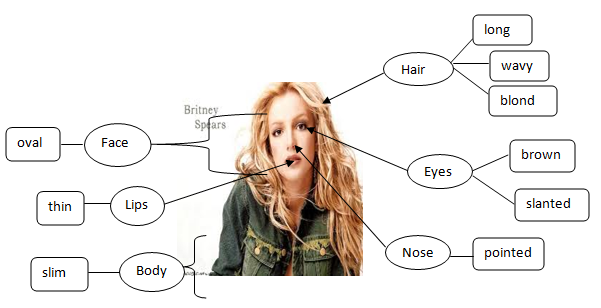 long
Hair
wavy
blond
Britney
Spears
oval
Face
brown
Eyes
slanted
thin
Lips
Nose
pointed
slim
Body